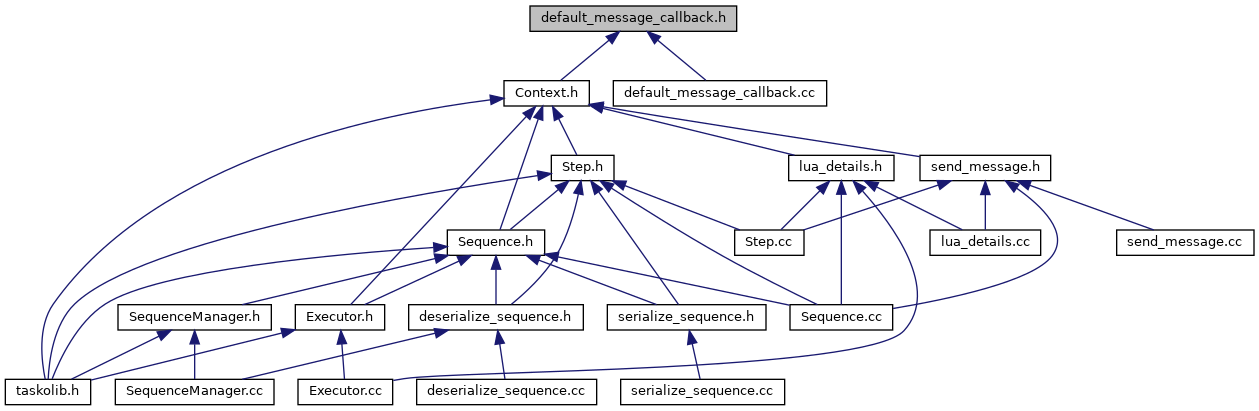 default_message_callback.h
Context.h
default_message_callback.cc
Step.h
lua_details.h
send_message.h
Sequence.h
Step.cc
lua_details.cc
send_message.cc
SequenceManager.h
Executor.h
deserialize_sequence.h
serialize_sequence.h
Sequence.cc
taskolib.h
SequenceManager.cc
Executor.cc
deserialize_sequence.cc
serialize_sequence.cc